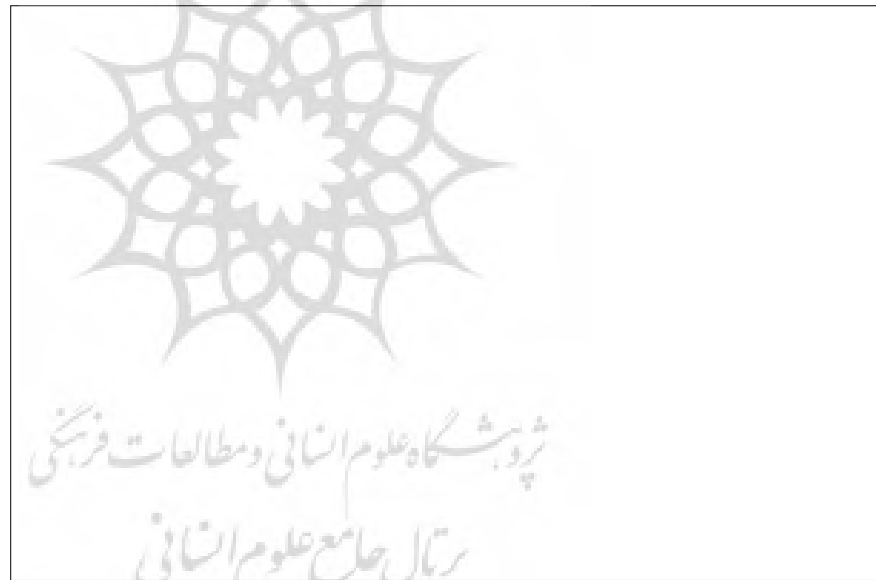 پژوهشگاه علوم انسانی و مطالعات فرهنگی
پرتال جامع علوم انسانی